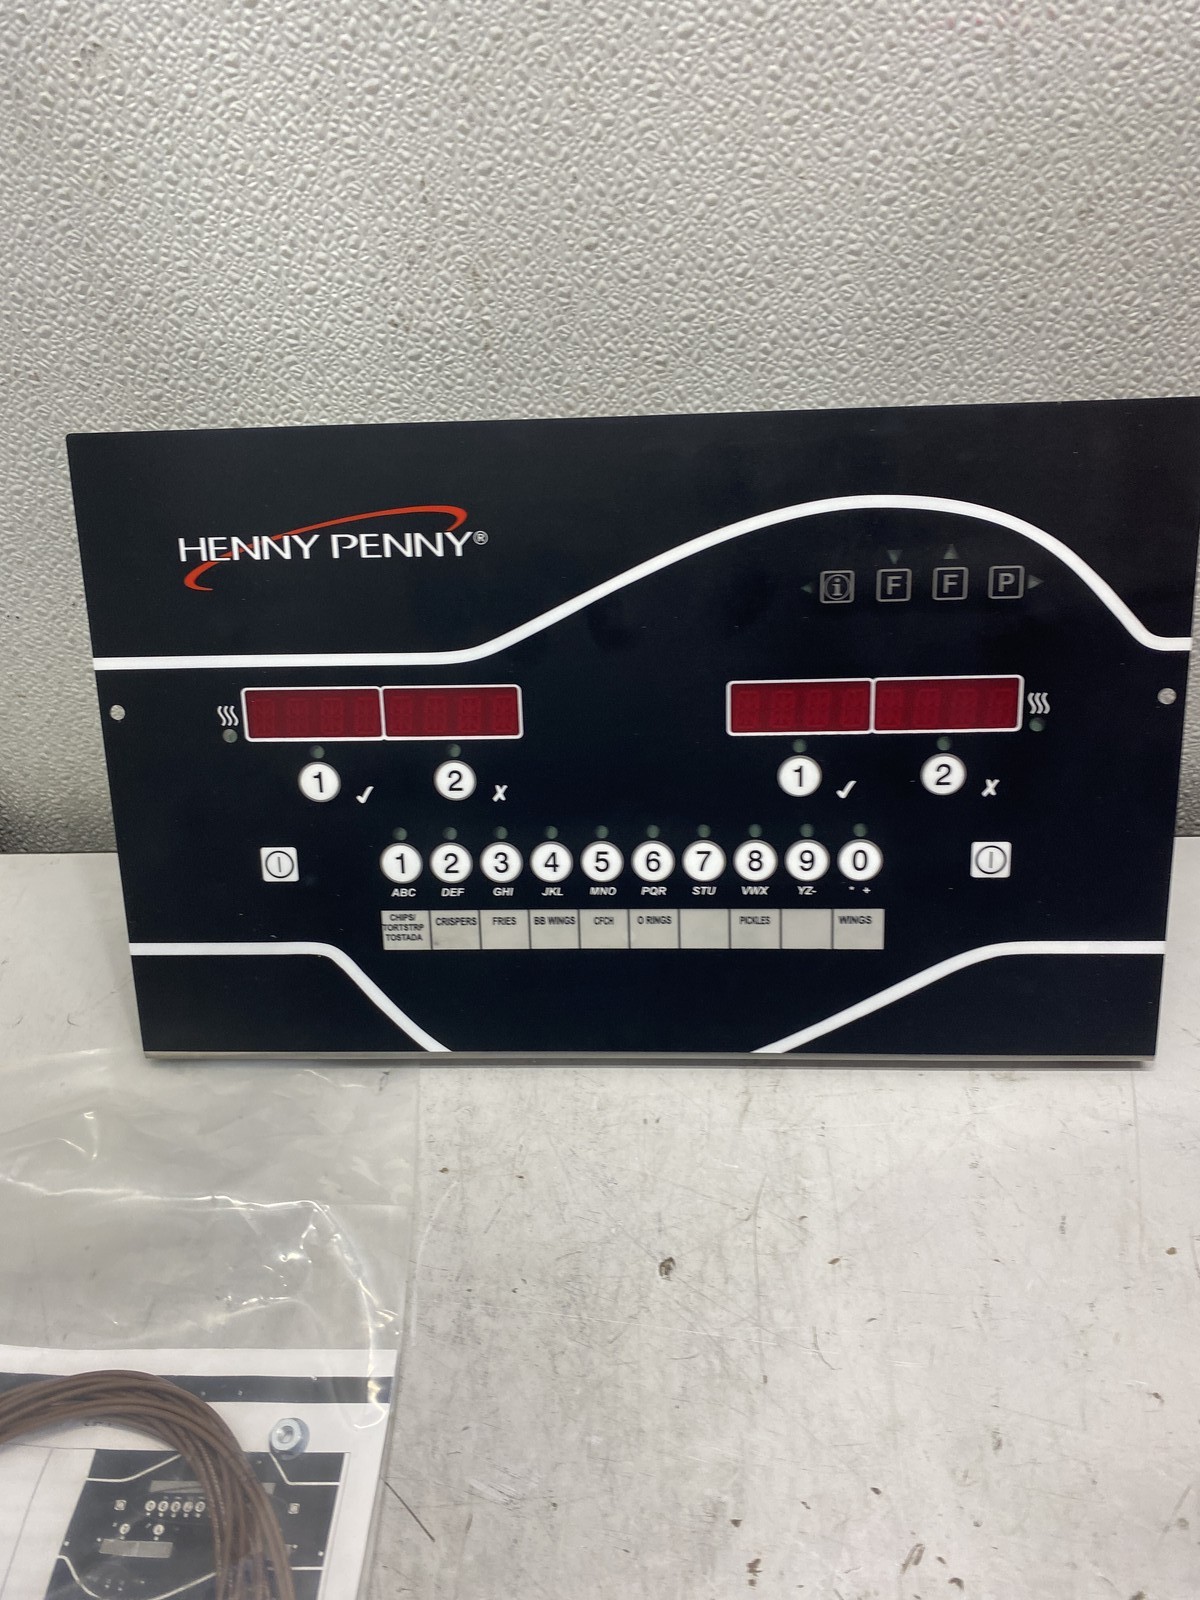 HENNY PENNY®
i F F P
1 ✓ 2 X
1 ✓ 2 X
1 2 3 4 5 6 7 8 9 0
ABC DEF GHI JKL MNO PQR STU VWX YZ- * +
CHIPS/
TORTSTRP
TOSTADA
CRISPERS
FRIES
BB WINGS
CFCH
O RINGS
PICKLES
WINGS